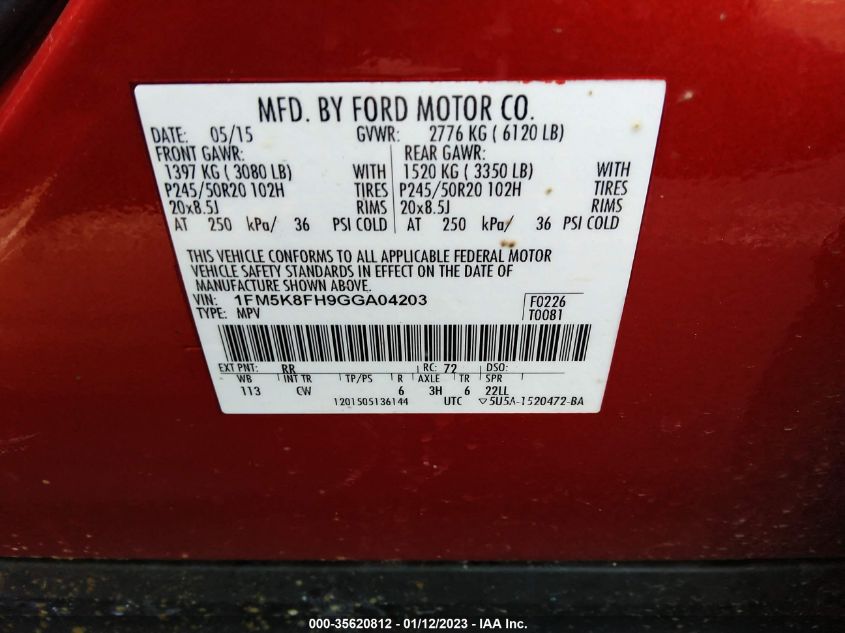 MFD. BY FORD MOTOR CO.
DATE: 05/15 GVWR: 2776 KG ( 6120 LB)
FRONT GAWR: REAR GAWR:
1397 KG ( 3080 LB) WITH 1520 KG ( 3350 LB) WITH
P245/50R20 102H TIRES P245/50R20 102H TIRES
20x8.5J RIMS 20x8.5J RIMS
AT 250 kPa/ 36 PSI COLD AT 250 kPa/ 36 PSI COLD
THIS VEHICLE CONFORMS TO ALL APPLICABLE FEDERAL MOTOR
VEHICLE SAFETY STANDARDS IN EFFECT ON THE DATE OF
MANUFACTURE SHOWN ABOVE.
VIN: 1FM5K8FH9GGA04203 F0226
TYPE: MPV T0081
EXT PNT: RR RC: 72 DSO:
WB INT TR TP/PS R AXLE TR SPR
113 CW 6 3H 6 22LL
1201505136144 UTC ▽5U5A-1520472-BA
000-35620812 - 01/12/2023 - IAA Inc.